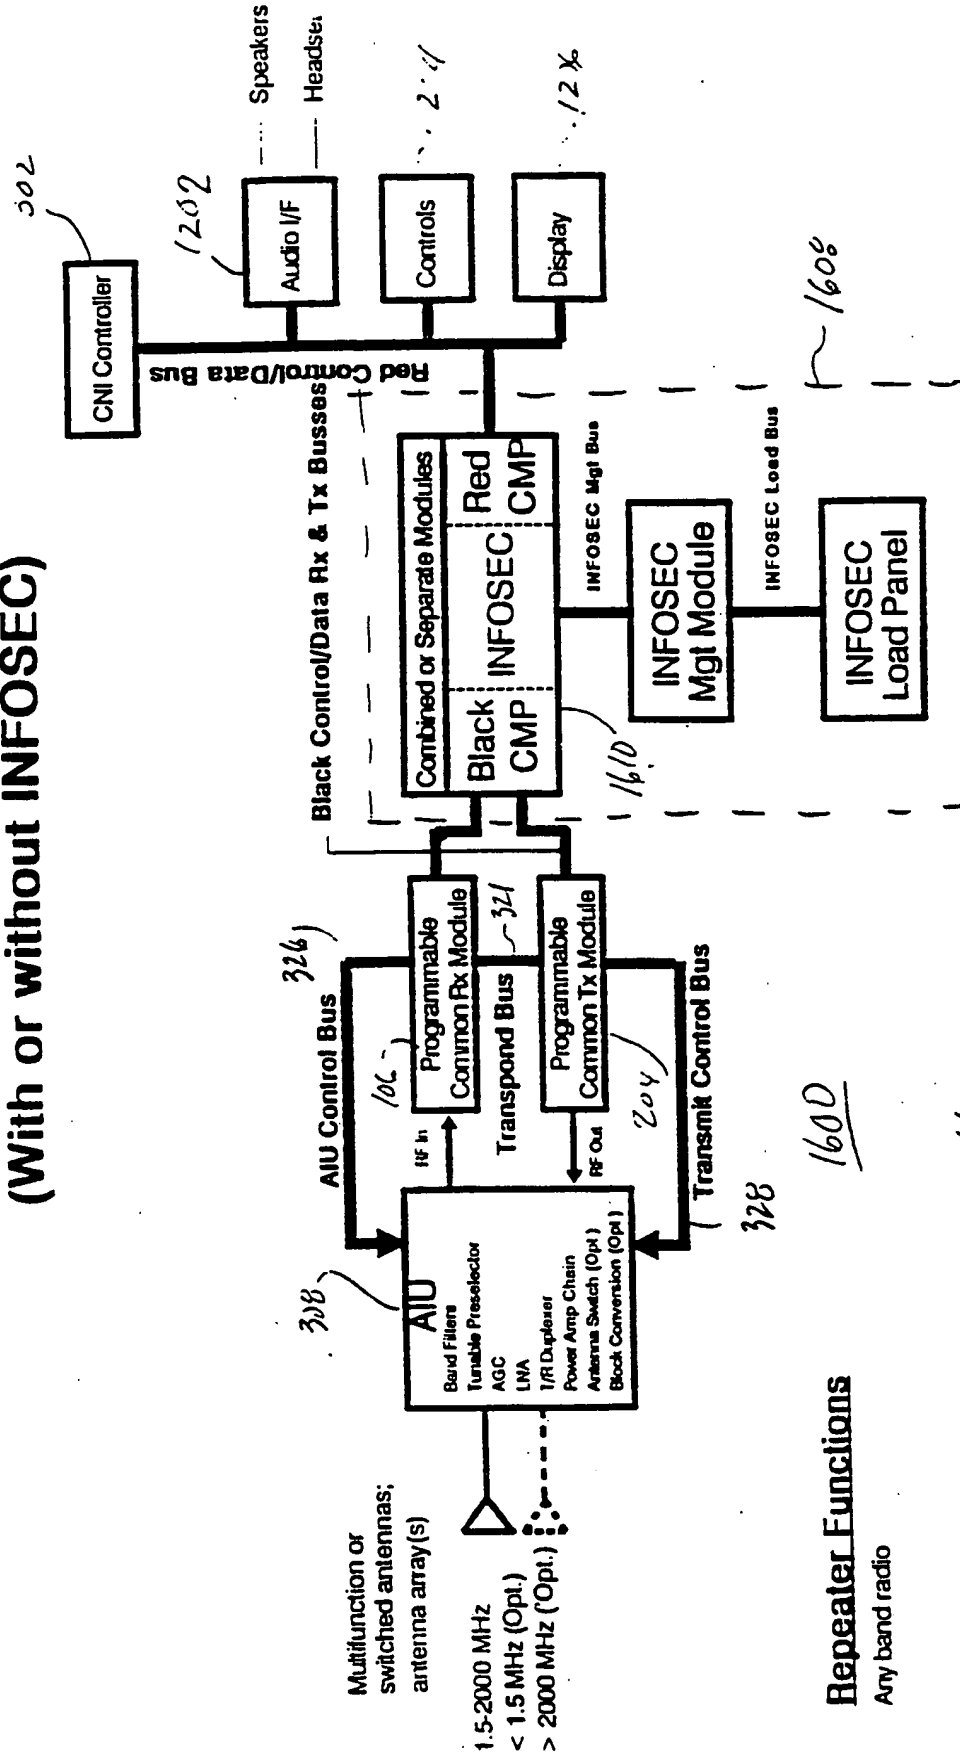 (With or without INFOSEC)
Multifunction or
switched antennas;
antenna array(s)
1.5-2000 MHz
< 1.5 MHz (Opt.)
> 2000 MHz (Opt.)
308
AIU
Band Filters
Tunable Preselector
AGC
LNA
T/R Duplexer
Power Amp Chain
Antenna Switch (Opt)
Block Conversion (Opt)
AIU Control Bus
326
RF In
106
Programmable
Common Rx Module
Transpond Bus
321
RF Out
Programmable
Common Tx Module
204
Transmit Control Bus
328
Black Control/Data Rx & Tx Busses
Combined or Separate Modules
Black
CMP
INFOSEC
Red
CMP
1610
INFOSEC Mgt Bus
INFOSEC
Mgt Module
INFOSEC Load Bus
INFOSEC
Load Panel
1608
Red Control/Data Bus
CNI Controller
302
1202
Audio I/F
Speakers
Controls
Display
1600
Repeater Functions
Any band radio